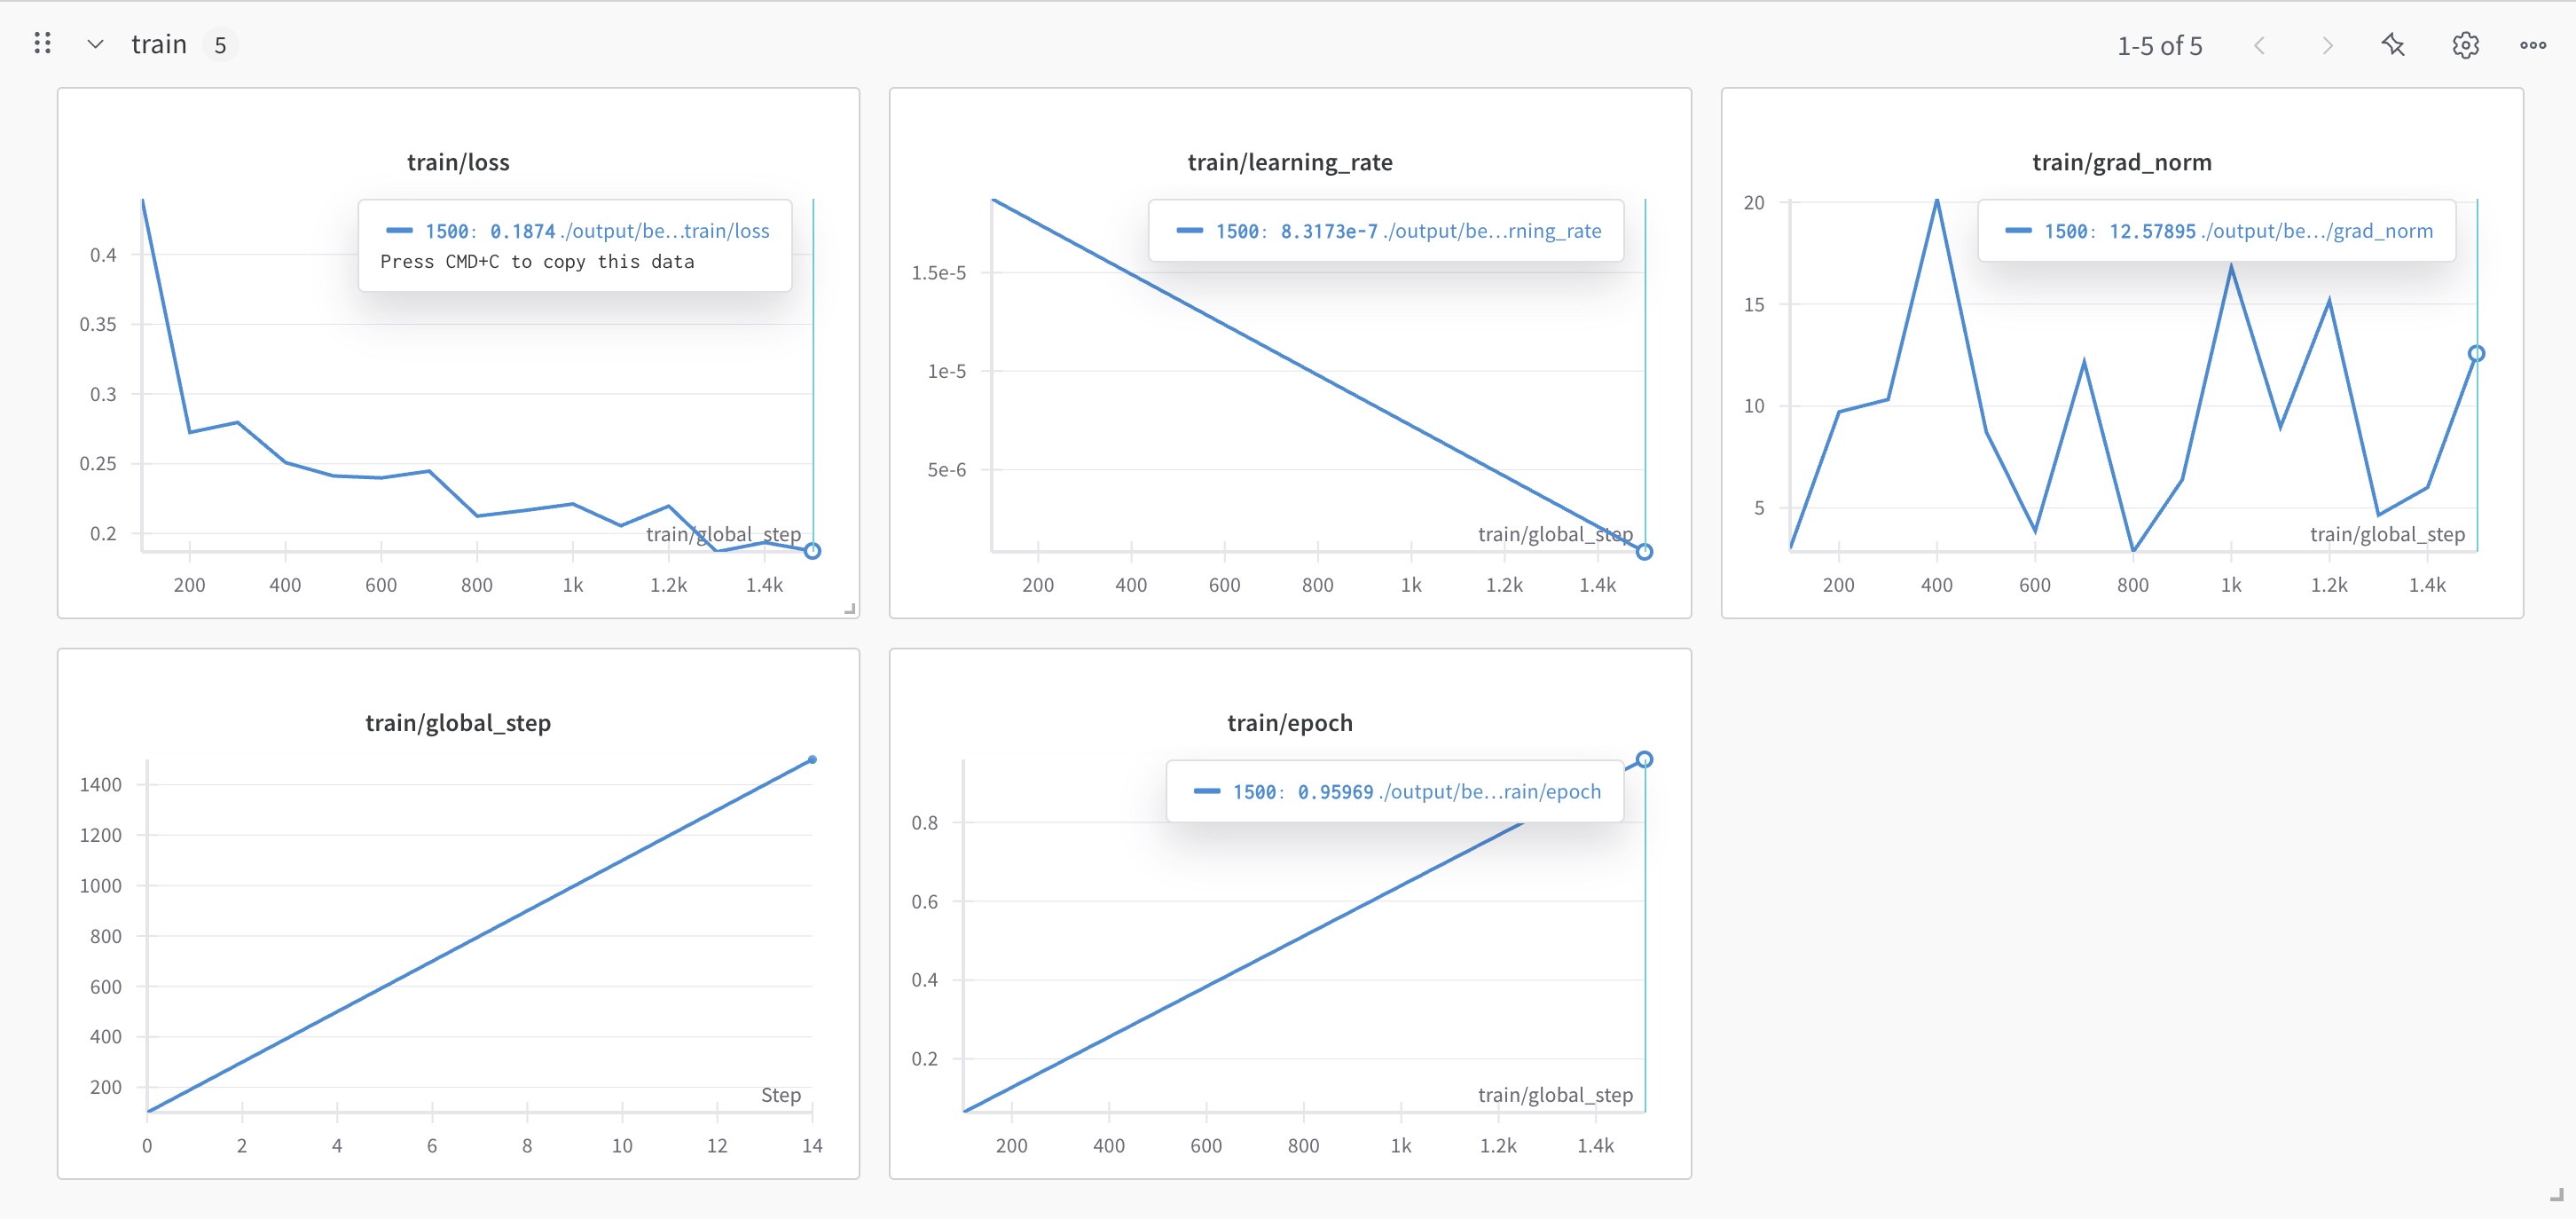 train 5
1-5 of 5
train/loss
1500: 0.1874 ./output/be...train/loss
Press CMD+C to copy this data
0.4
0.35
0.3
0.25
0.2
train/global_step
200 400 600 800 1k 1.2k 1.4k
train/learning_rate
1500: 8.3173e-7 ./output/be...rning_rate
1.5e-5
1e-5
5e-6
train/global_step
200 400 600 800 1k 1.2k 1.4k
train/grad_norm
1500: 12.57895 ./output/be.../grad_norm
20
15
10
5
train/global_step
200 400 600 800 1k 1.2k 1.4k
train/global_step
1400
1200
1000
800
600
400
200
Step
0 2 4 6 8 10 12 14
train/epoch
1500: 0.95969 ./output/be...rain/epoch
0.8
0.6
0.4
0.2
train/global_step
200 400 600 800 1k 1.2k 1.4k